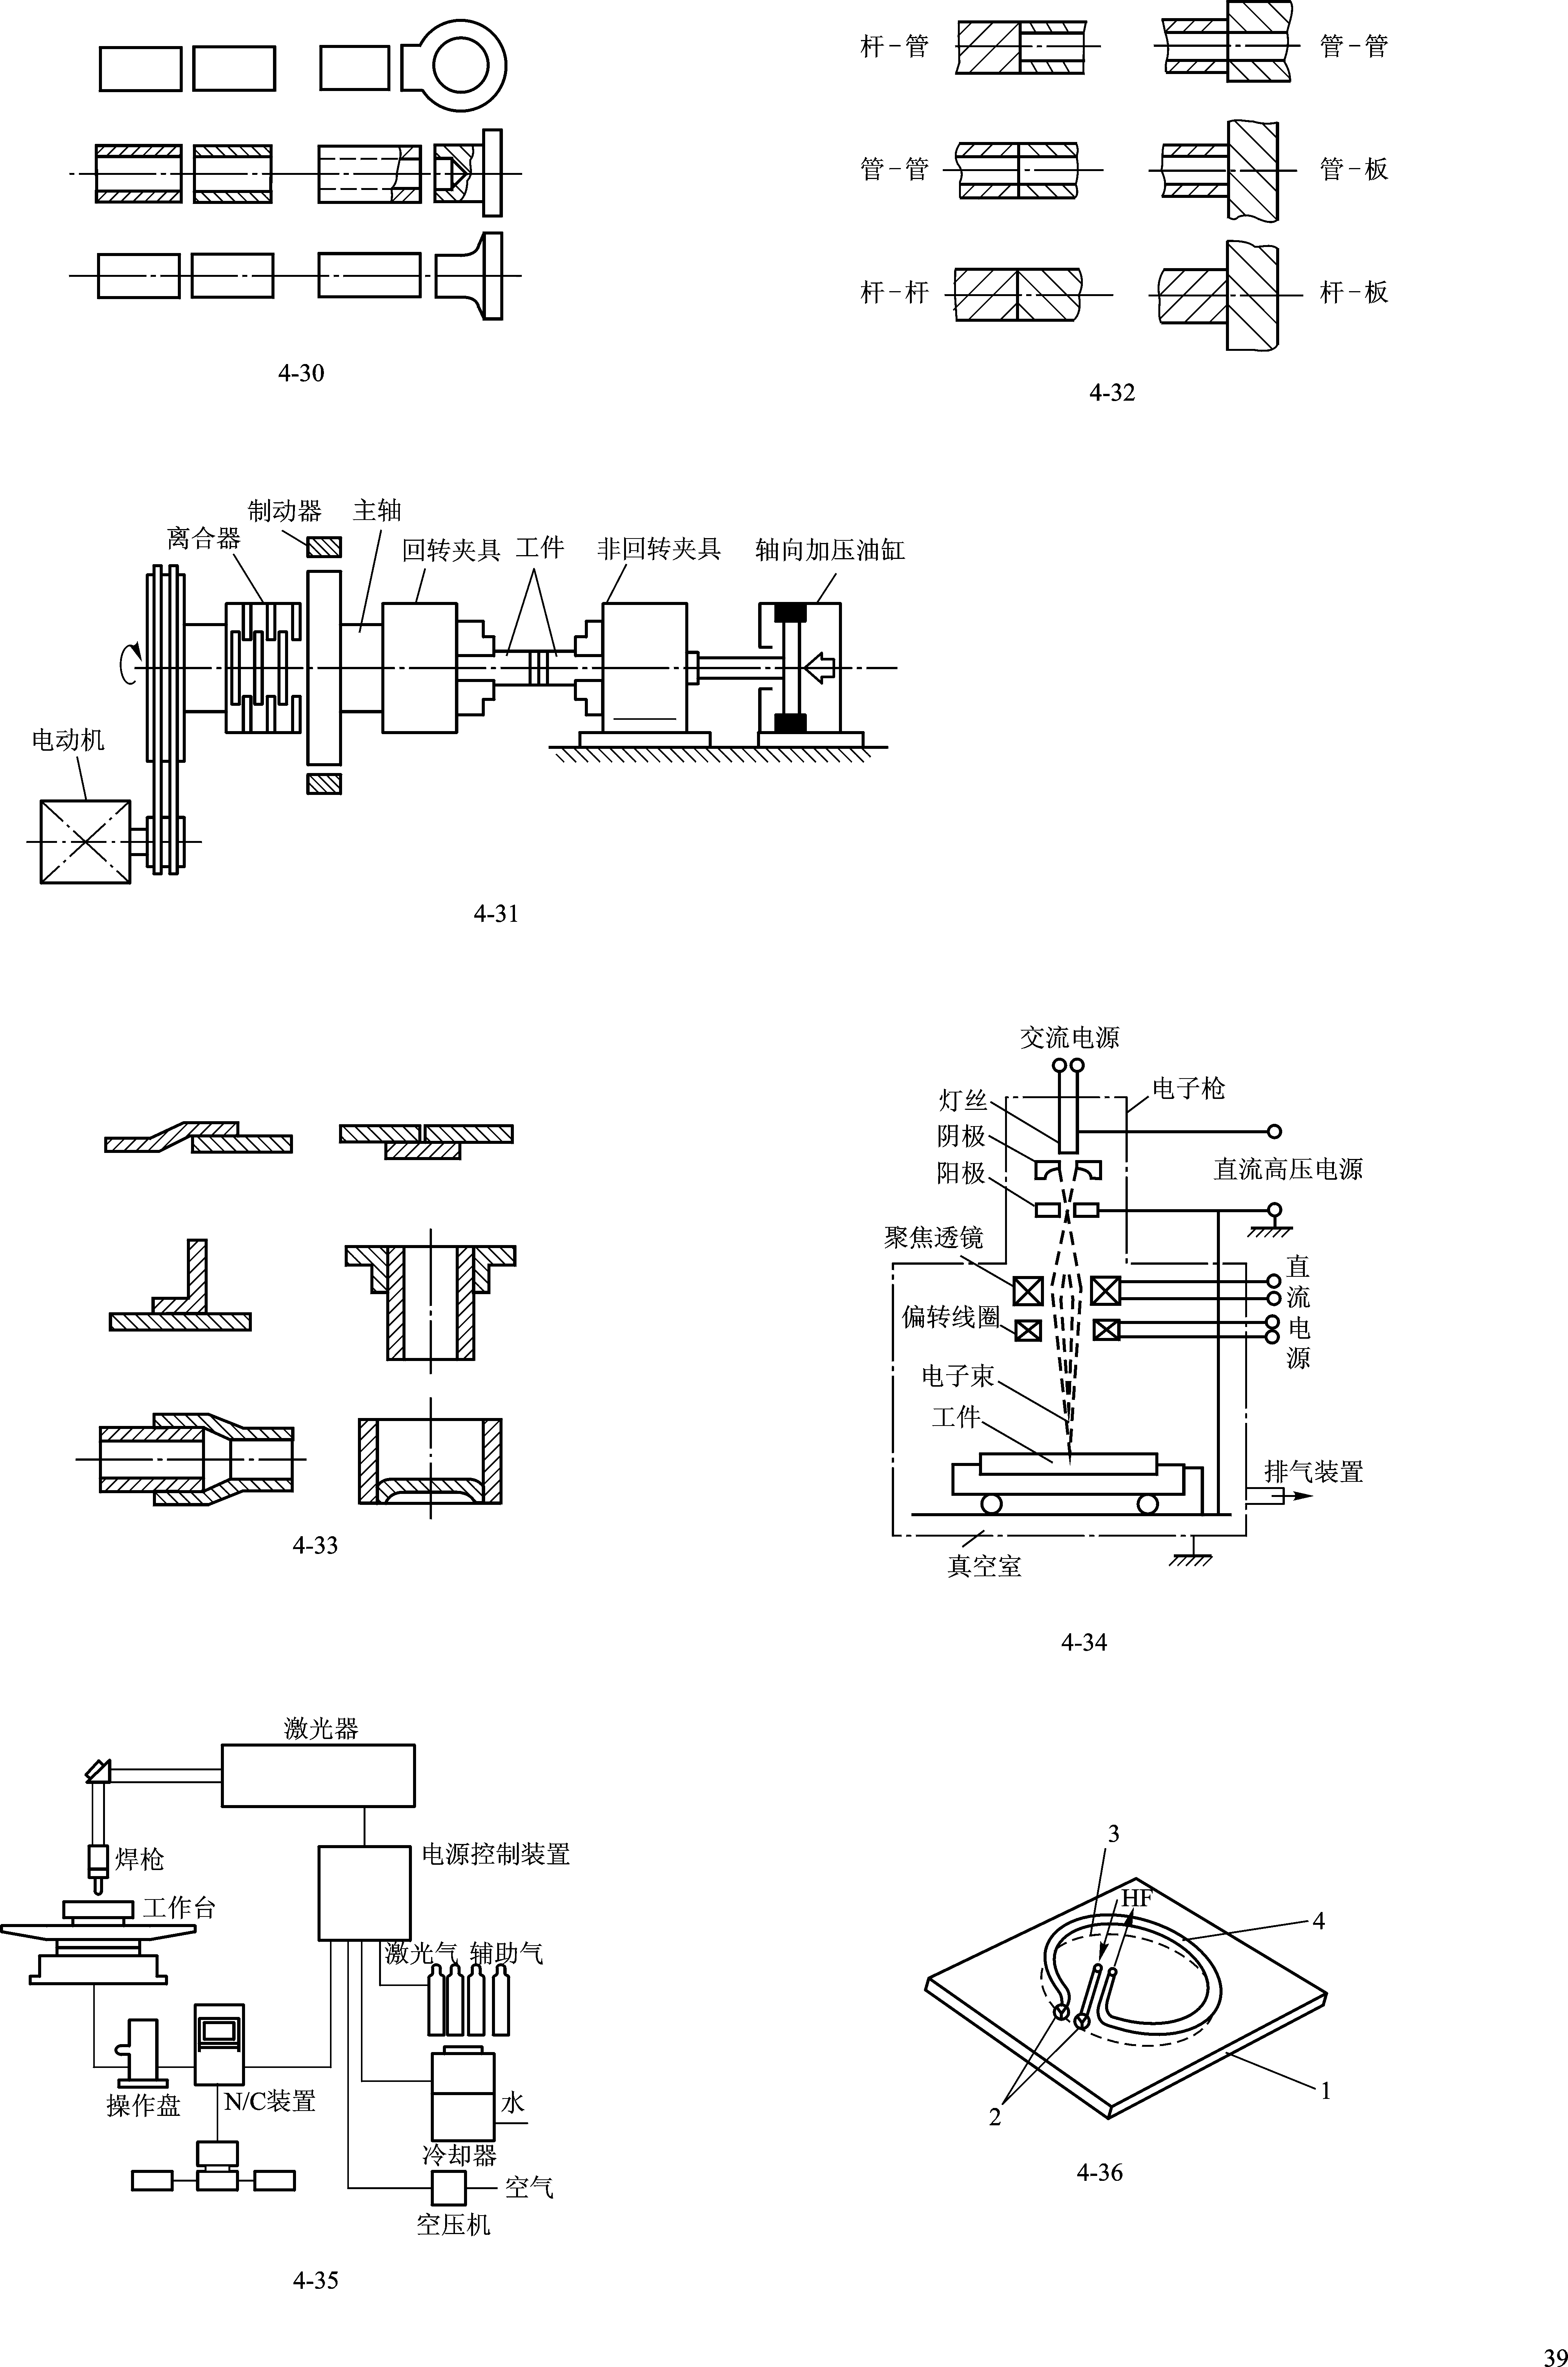 杆-管
管-管
管-管
管-板
杆-杆
杆-板
4-30
4-32
制动器
主轴
离合器
回转夹具
工件
非回转夹具
轴向加压油缸
电动机
4-31
交流电源
灯丝
电子枪
阴极
阳极
直流高压电源
聚焦透镜
直流电源
偏转线圈
电子束
工件
排气装置
真空室
4-33
4-34
激光器
焊枪
电源控制装置
工作台
激光气
辅助气
操作盘
N/C装置
水
冷却器
空气
空压机
4-35
3
HF
4
1
2
4-36
39